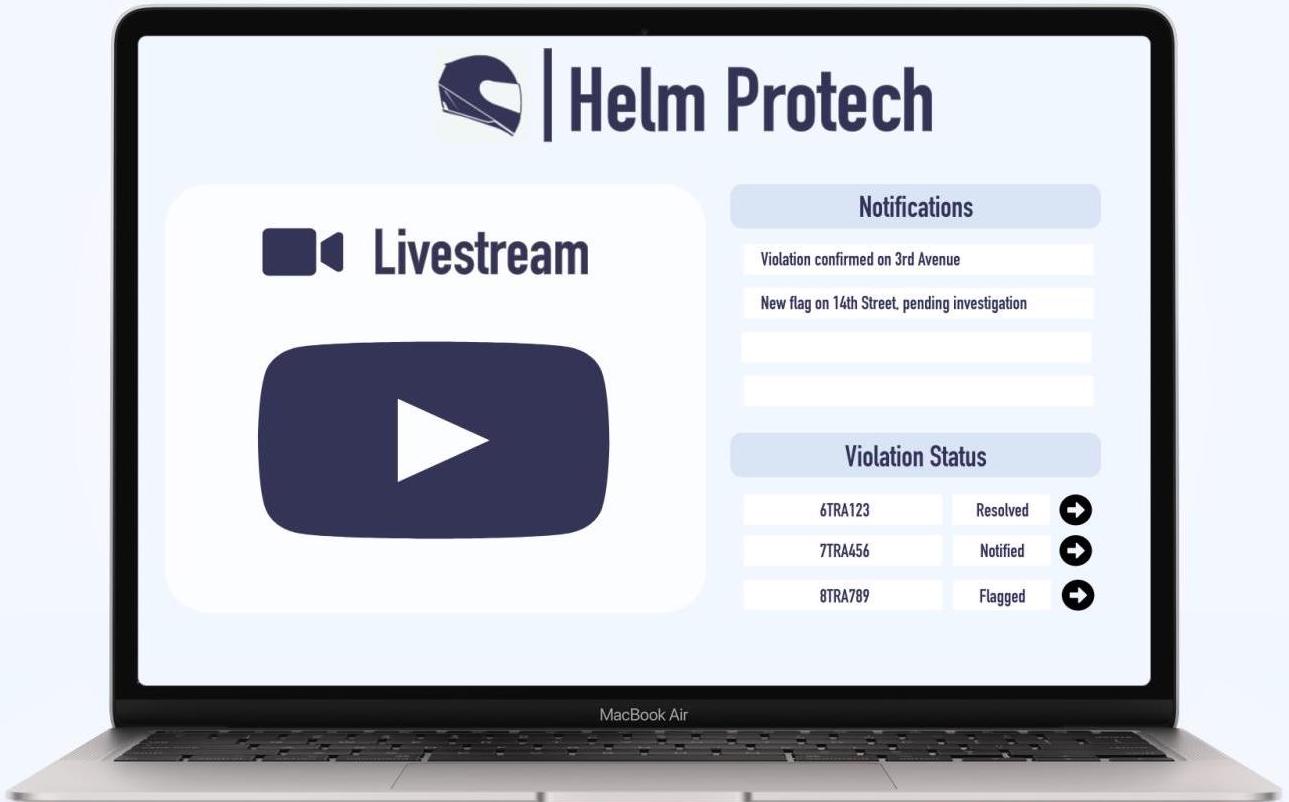 Helm Protech
Livestream
Notifications
Violation confirmed on 3rd Avenue
New flag on 14th Street, pending investigation
Violation Status
6TRA123 Resolved
7TRA456 Notified
8TRA789 Flagged
MacBook Air